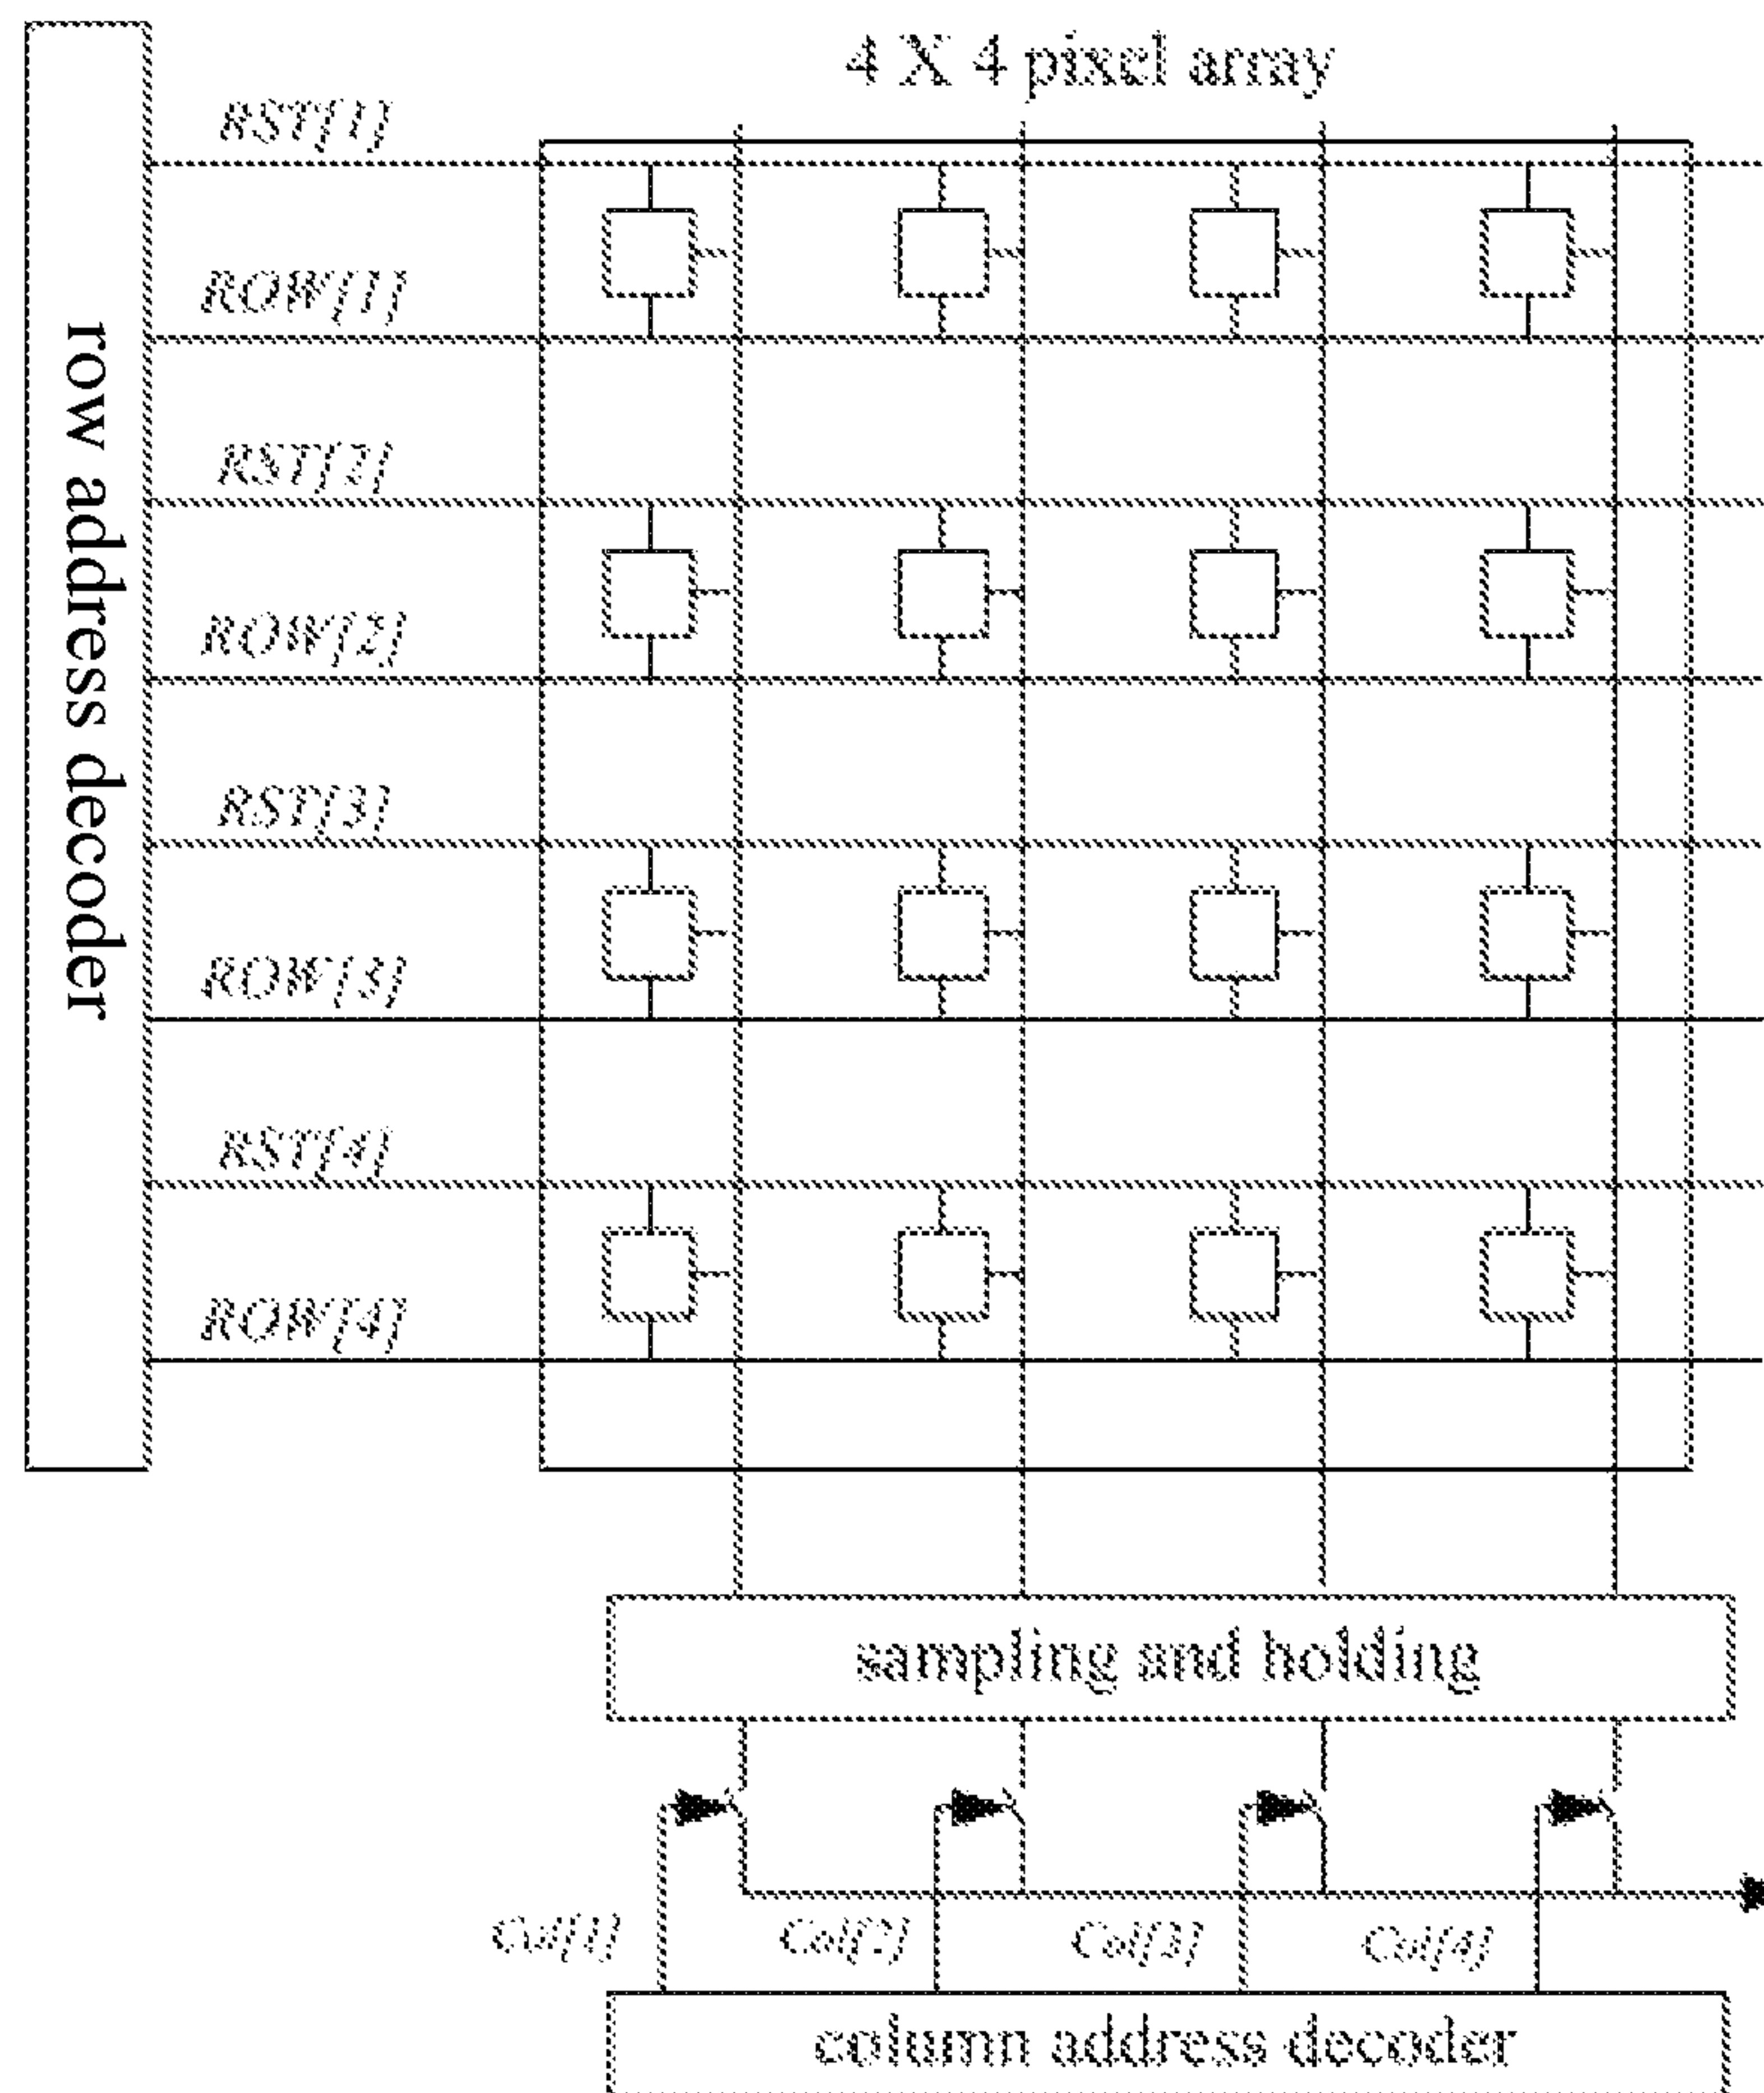 4 X 4 pixel array
RST[1]
ROW[1]
RST[2]
ROW[2]
RST[3]
ROW[3]
RST[4]
ROW[4]
row address decoder
sampling and holding
Col[1]
Col[2]
Col[3]
Col[4]
column address decoder